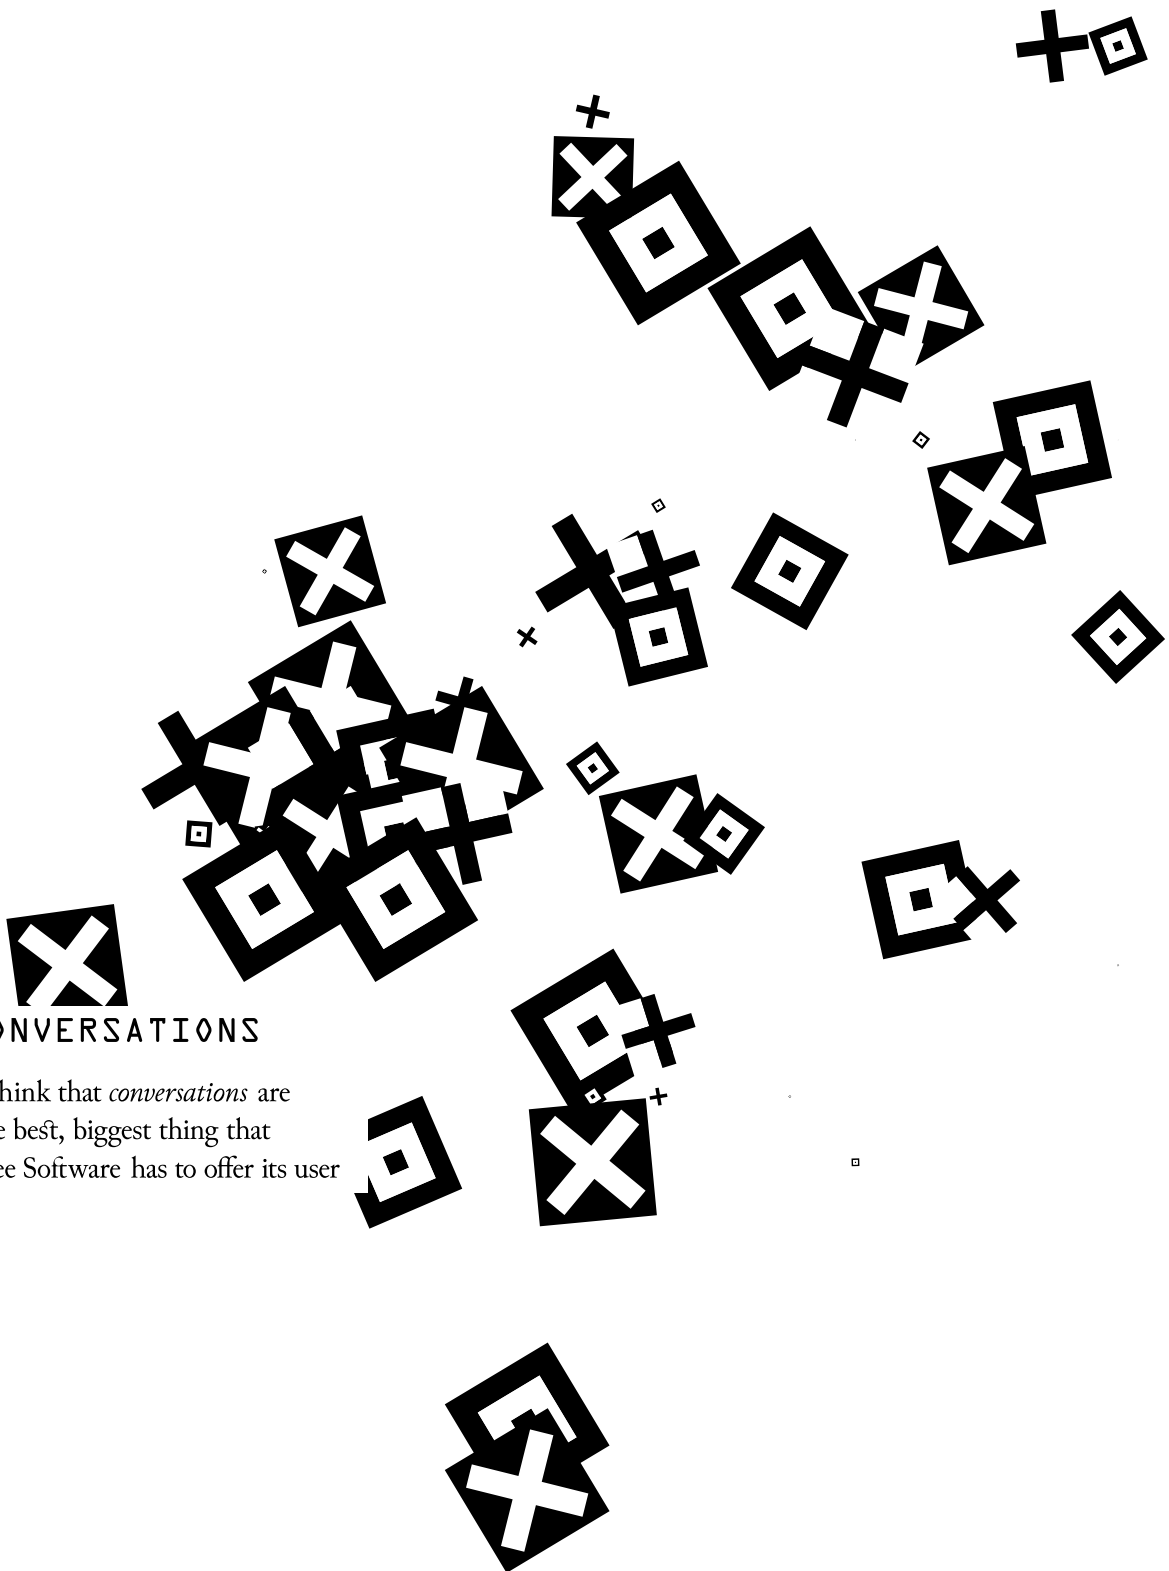 ONVERSATIONS
hink that conversations are
e best, biggest thing that
ee Software has to offer its user